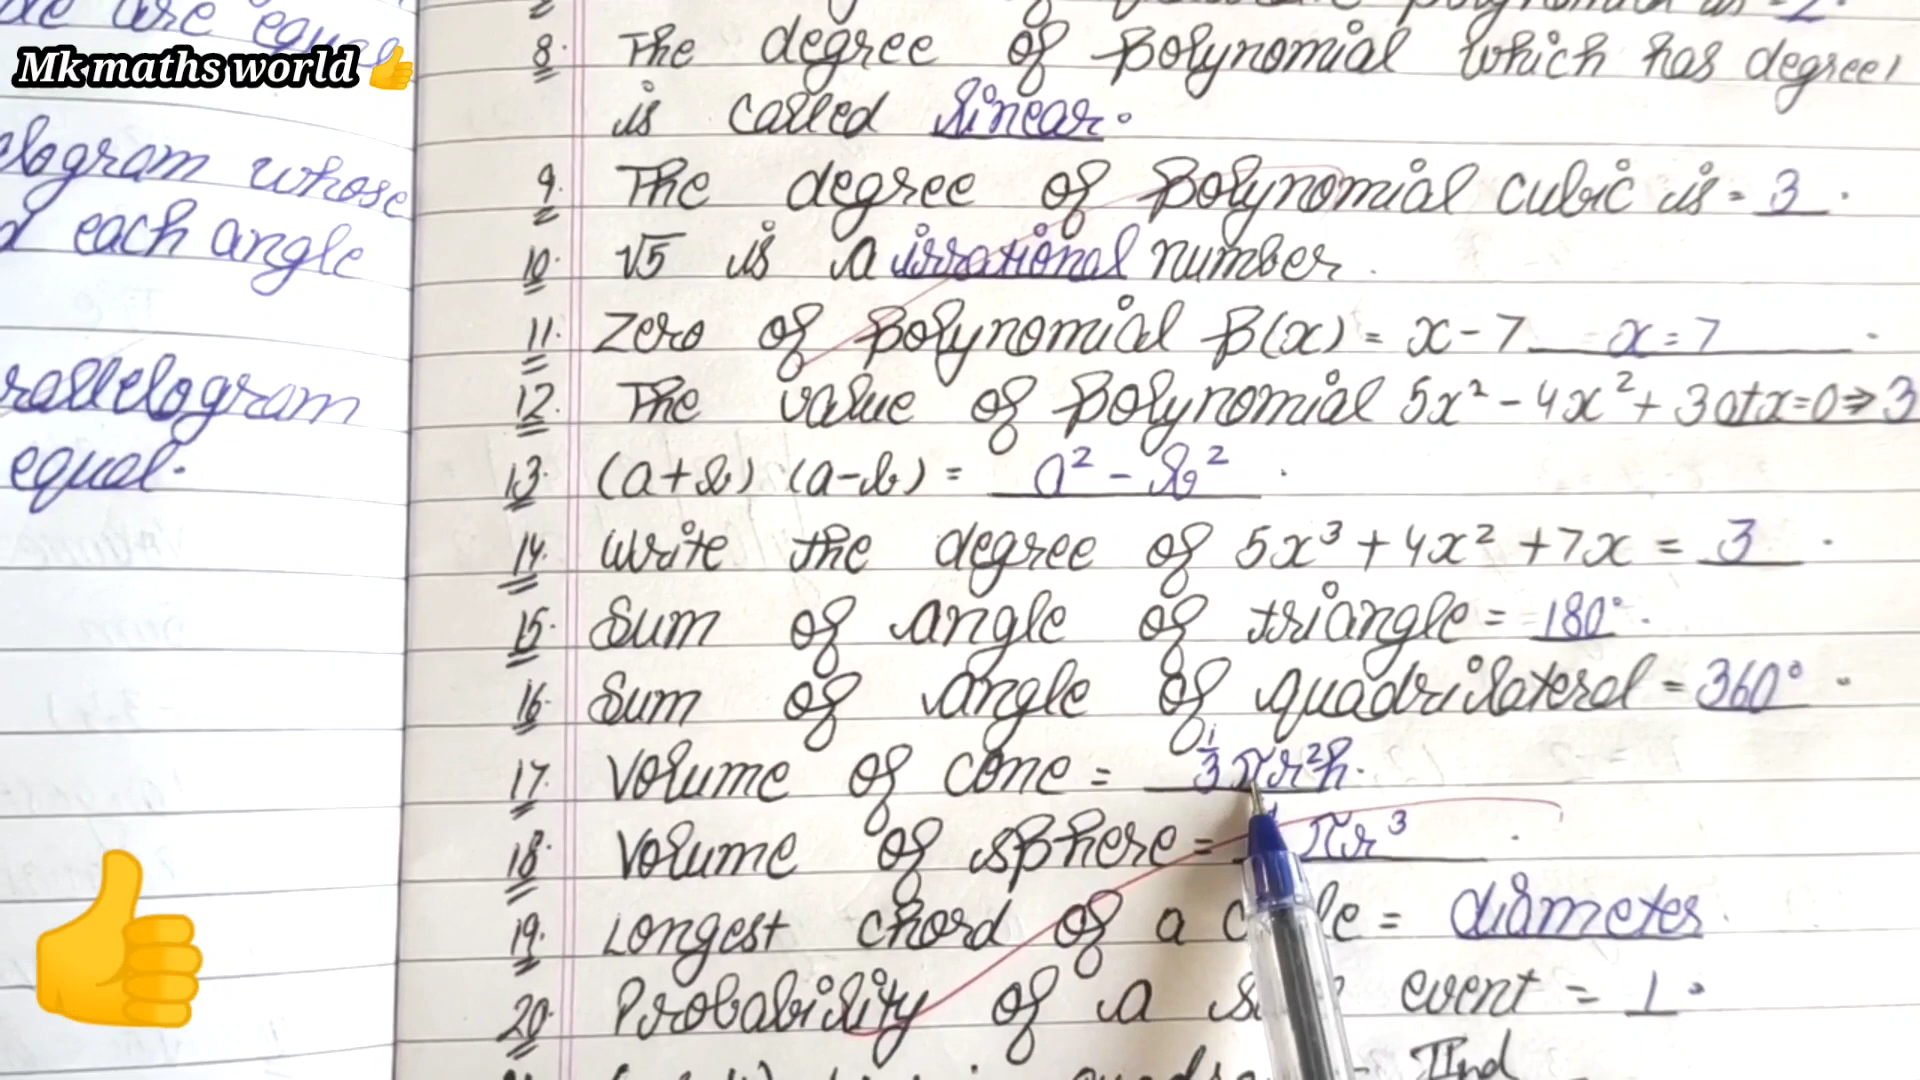 de are equal
Mk maths world
elogram whose
d each angle
rallelogram
equal.
8. The degree of polynomial which has degree 1
is called linear.
9. The degree of polynomial cubic is = 3.
10. √5 is a irrational number.
11. Zero of polynomial p(x) = x - 7 x = 7.
12. The value of polynomial 5x² - 4x² + 3 at x = 0 ⇒ 3
13. (a+b) (a-b) = a² - b².
14. Write the degree of 5x³ + 4x² + 7x = 3.
15. Sum of angle of triangle = 180°.
16. Sum of angle of quadrilateral = 360°.
17. Volume of cone = 1/3 πr²h.
18. Volume of sphere = πr³.
19. Longest chord of a c le = diameter.
20. Probability of a event = 1.
IInd